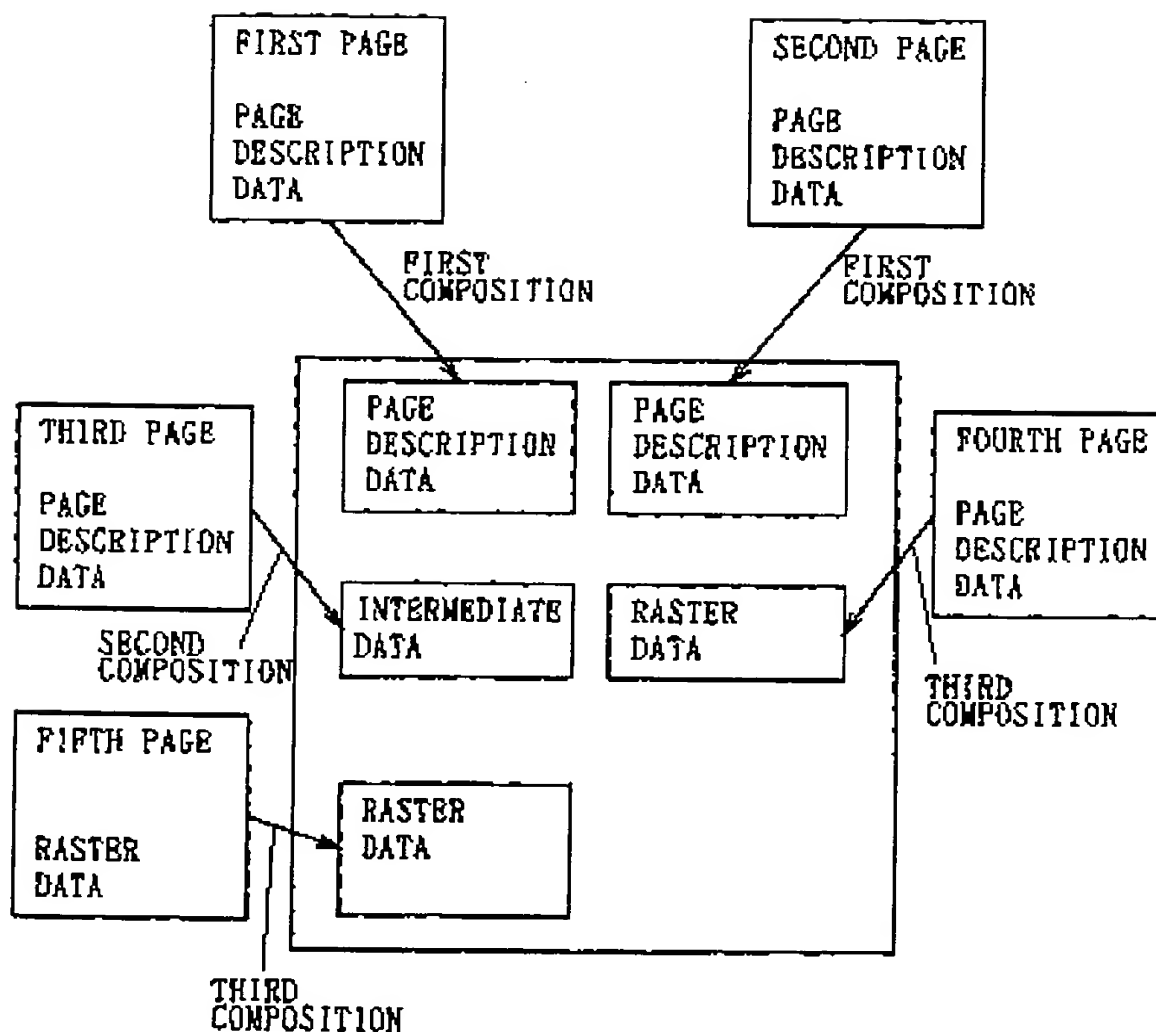 FIRST PAGE
PAGE
DESCRIPTION
DATA
SECOND PAGE
PAGE
DESCRIPTION
DATA
FIRST
COMPOSITION
FIRST
COMPOSITION
THIRD PAGE
PAGE
DESCRIPTION
DATA
PAGE
DESCRIPTION
DATA
PAGE
DESCRIPTION
DATA
FOURTH PAGE
PAGE
DESCRIPTION
DATA
SECOND
COMPOSITION
INTERMEDIATE
DATA
RASTER
DATA
THIRD
COMPOSITION
FIFTH PAGE
RASTER
DATA
RASTER
DATA
THIRD
COMPOSITION